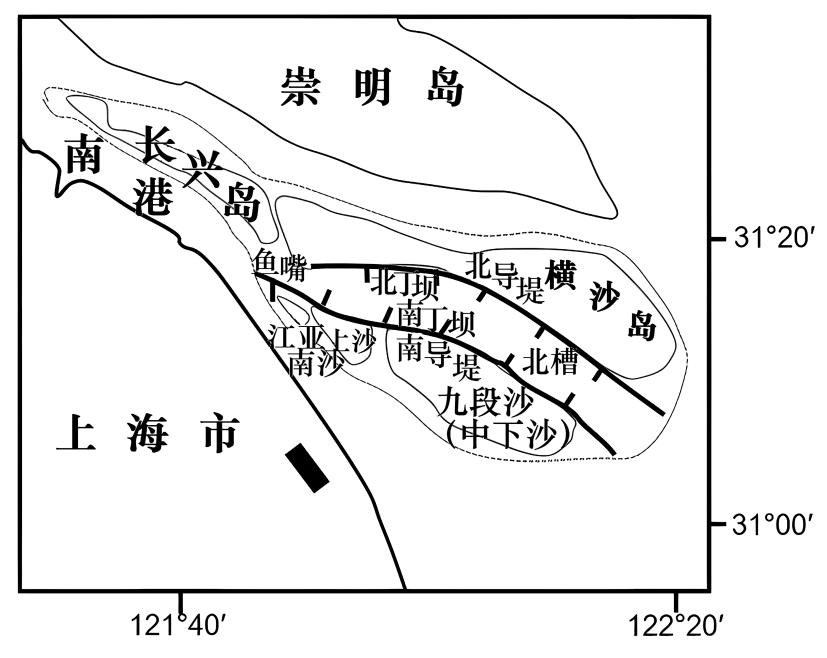 崇明岛
南港
长兴岛
鱼嘴
北丁坝
北导堤
横沙岛
南丁坝
江亚南沙
上沙
南导堤
北槽
九段沙
(中下沙)
上海市
31°20′
31°00′
121°40′
122°20′